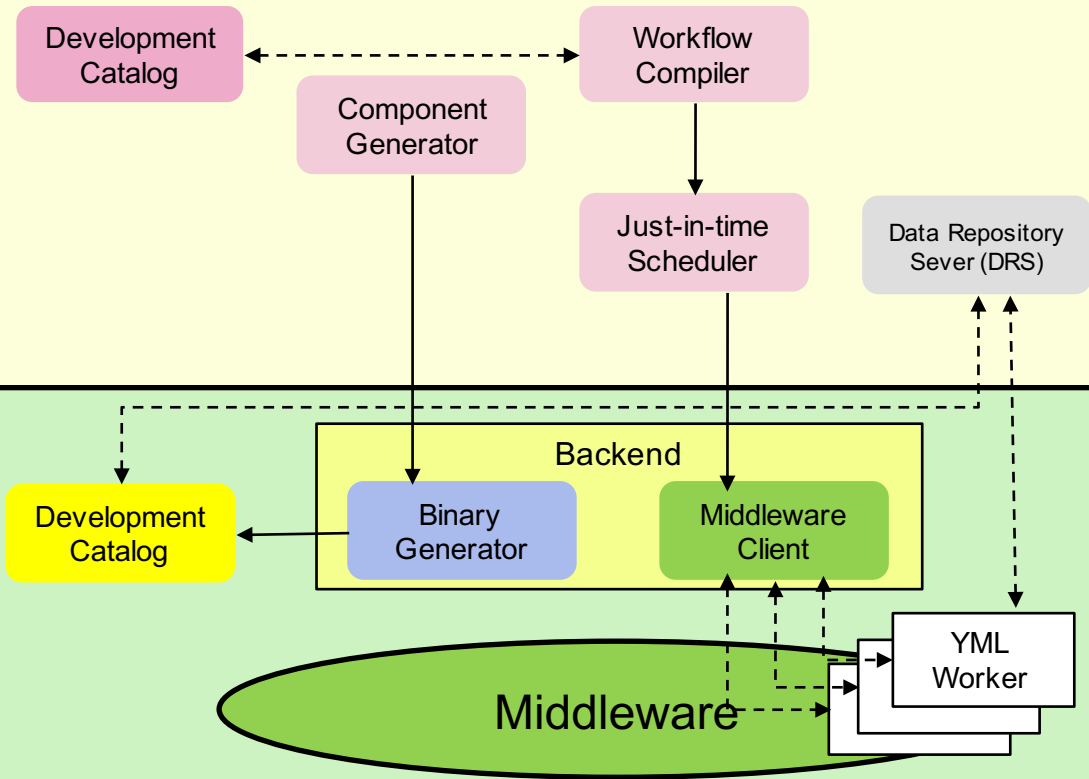 Development
Catalog
Workflow
Compiler
Component
Generator
Just-in-time
Scheduler
Data Repository
Sever (DRS)
Backend
Development
Catalog
Binary
Generator
Middleware
Client
YML
Worker
Middleware